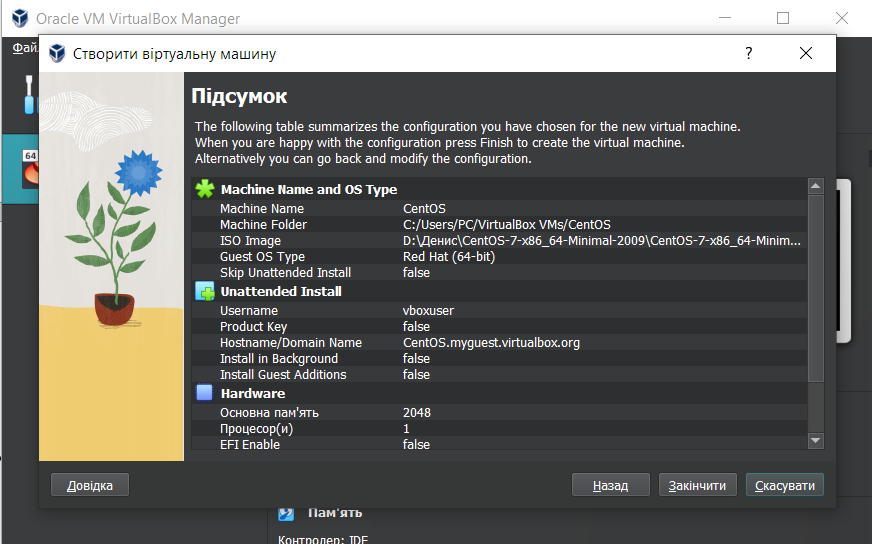 Oracle VM VirtualBox Manager
Файл
Створити віртуальну машину
?
64
Підсумок
The following table summarizes the configuration you have chosen for the new virtual machine.
When you are happy with the configuration press Finish to create the virtual machine.
Alternatively you can go back and modify the configuration.
Machine Name and OS Type
Machine Name CentOS
Machine Folder C:/Users/PC/VirtualBox VMs/CentOS
ISO Image D:\Денис\CentOS-7-x86_64-Minimal-2009\CentOS-7-x86_64-Minim...
Guest OS Type Red Hat (64-bit)
Skip Unattended Install false
Unattended Install
Username vboxuser
Product Key false
Hostname/Domain Name CentOS.myguest.virtualbox.org
Install in Background false
Install Guest Additions false
Hardware
Основна пам'ять 2048
Процесор(и) 1
EFI Enable false
Довідка Назад Закінчити Скасувати
Пам'ять
Контролер: IDE